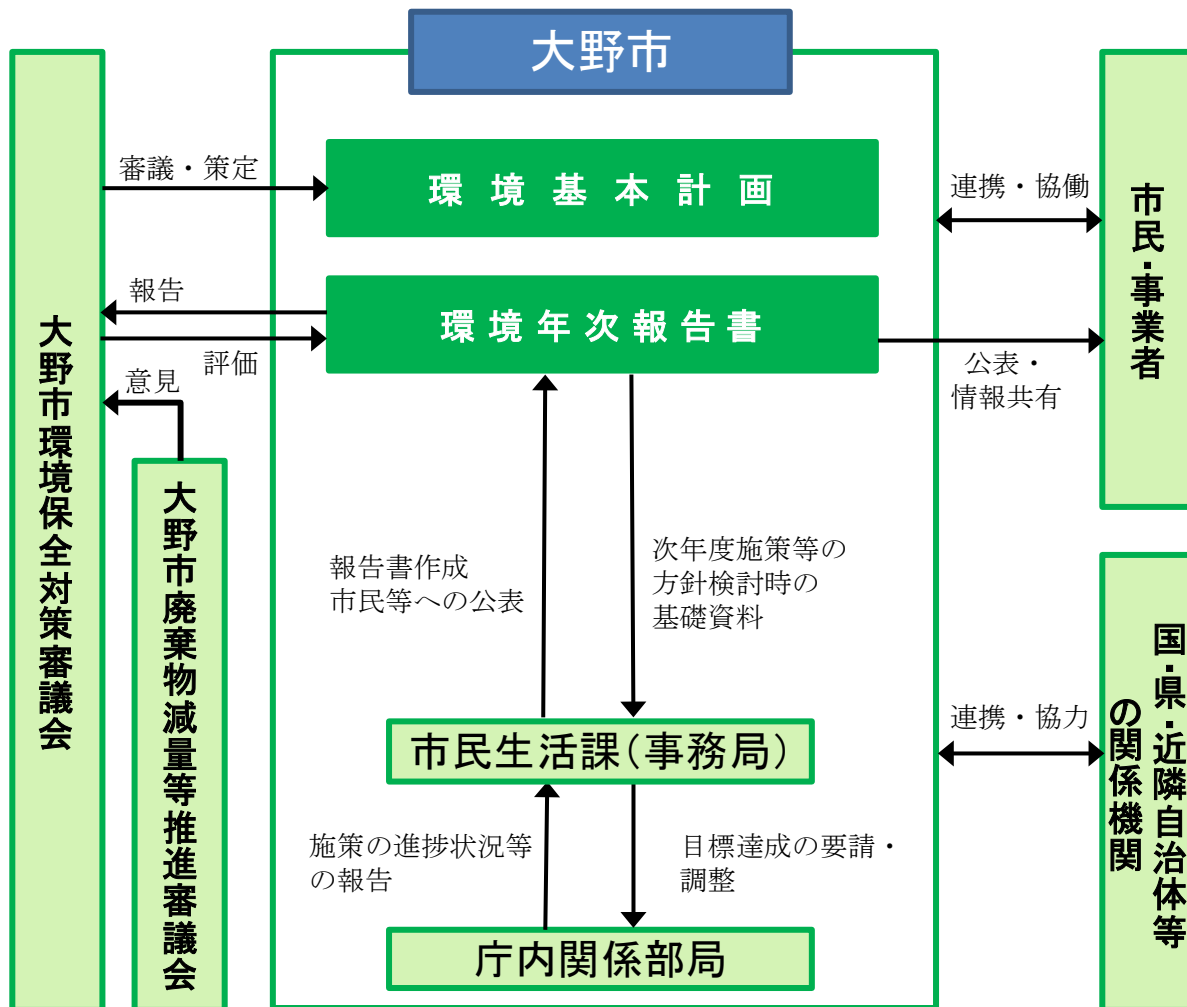 大野市
審議・策定
環境基本計画
連携・協働
市民・事業者
報告
環境年次報告書
評価
公表・
情報共有
意見
大野市環境保全対策審議会
大野市廃棄物減量等推進審議会
報告書作成
市民等への公表
次年度施策等の
方針検討時の
基礎資料
市民生活課(事務局)
連携・協力
国・県・近隣自治体等
の関係機関
施策の進捗状況等
の報告
目標達成の要請・
調整
庁内関係部局